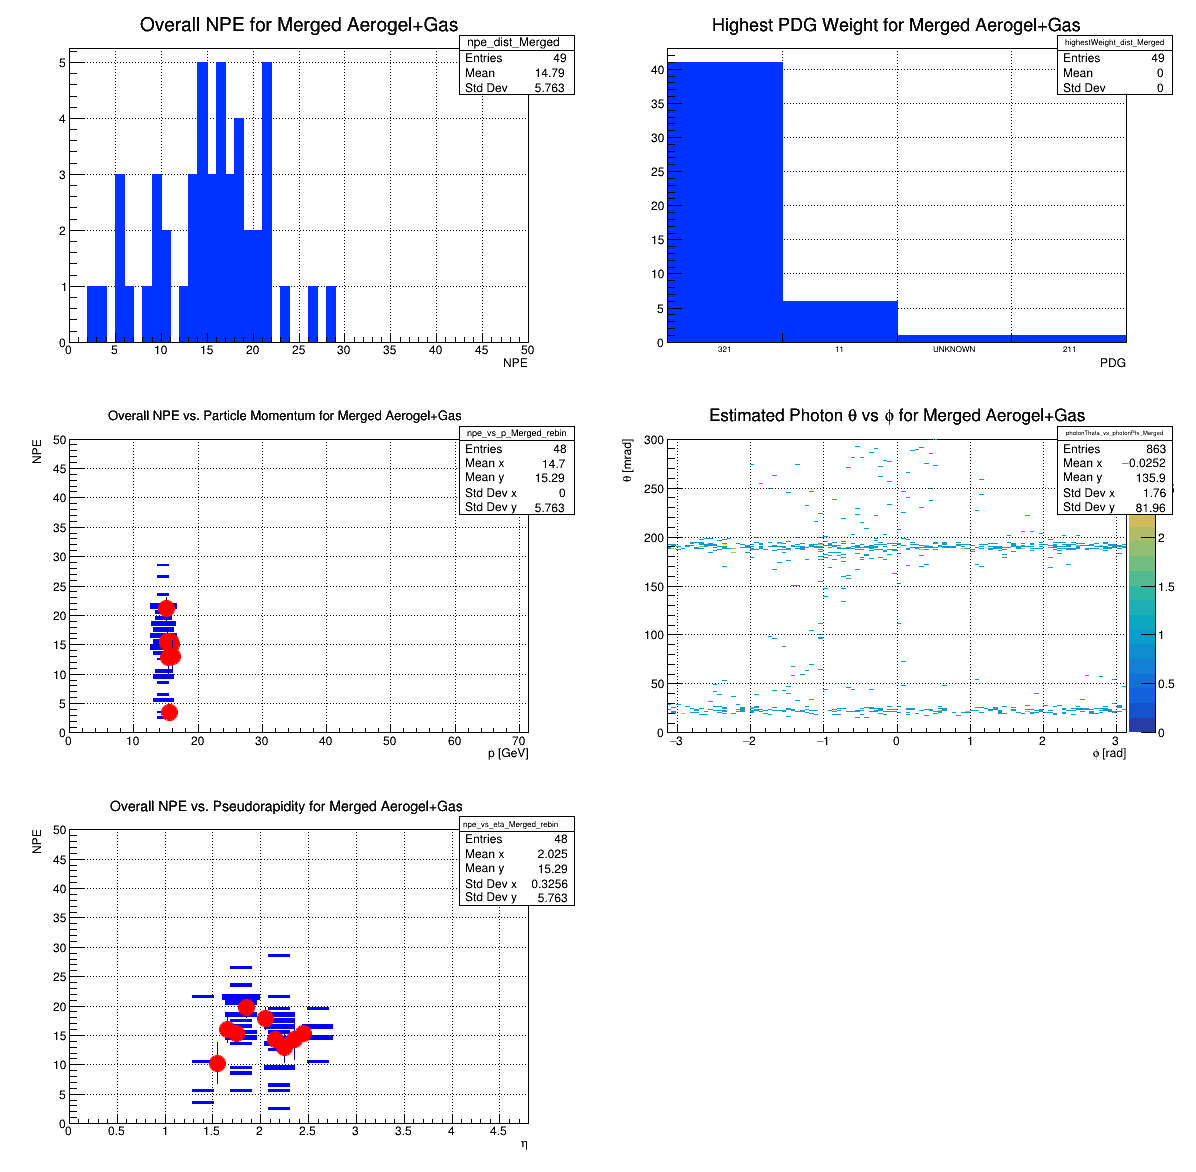 Overall NPE for Merged Aerogel+Gas
npe_dist_Merged
Entries 49
Mean 14.79
Std Dev 5.763
5
4
3
2
1
0
0 5 10 15 20 25 30 35 40 45 50
NPE
Highest PDG Weight for Merged Aerogel+Gas
highestWeight_dist_Merged
Entries 49
Mean 0
Std Dev 0
40
35
30
25
20
15
10
5
0
321 11 UNKNOWN 211
PDG
Overall NPE vs. Particle Momentum for Merged Aerogel+Gas
npe_vs_p_Merged_rebin
Entries 48
Mean x 14.7
Mean y 15.29
Std Dev x 0
Std Dev y 5.763
NPE
50
45
40
35
30
25
20
15
10
5
0
0 10 20 30 40 50 60 70
p [GeV]
Estimated Photon θ vs ϕ for Merged Aerogel+Gas
photonTheta_vs_photonPhi_Merged
Entries 863
Mean x −0.0252
Mean y 135.9
Std Dev x 1.76
Std Dev y 81.96
θ [mrad]
300
250
200
150
100
50
0
−3 −2 −1 0 1 2 3
ϕ [rad]
2
1.5
1
0.5
0
Overall NPE vs. Pseudorapidity for Merged Aerogel+Gas
npe_vs_eta_Merged_rebin
Entries 48
Mean x 2.025
Mean y 15.29
Std Dev x 0.3256
Std Dev y 5.763
NPE
50
45
40
35
30
25
20
15
10
5
0
0 0.5 1 1.5 2 2.5 3 3.5 4 4.5
η